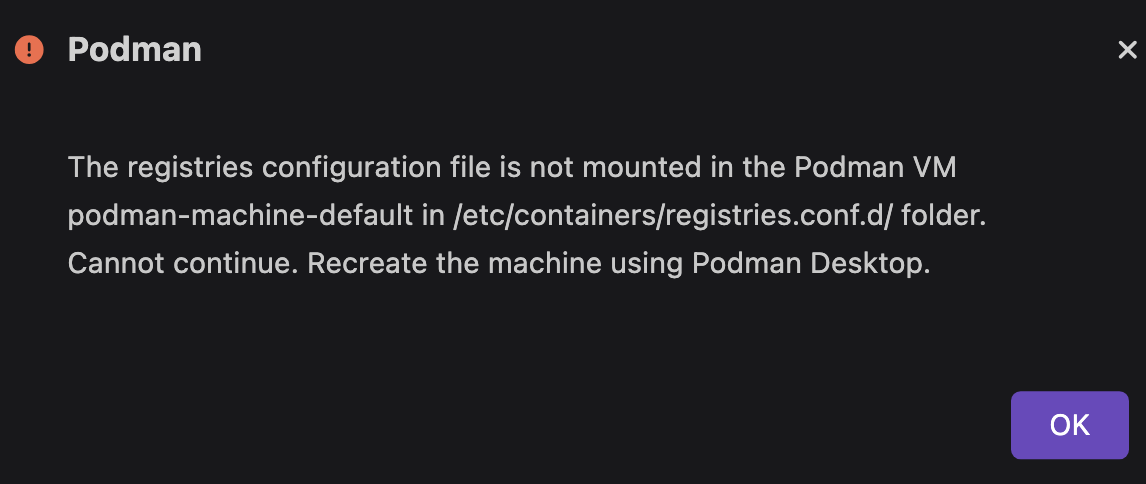 Podman
The registries configuration file is not mounted in the Podman VM
podman-machine-default in /etc/containers/registries.conf.d/ folder.
Cannot continue. Recreate the machine using Podman Desktop.
OK